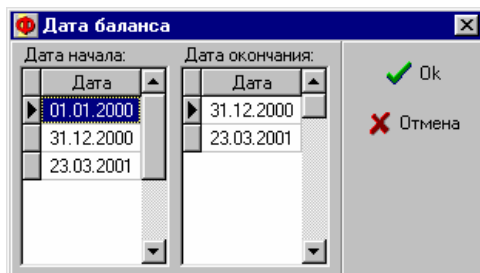 Дата баланса
Дата начала: Дата окончания:
Дата Дата
01.01.2000 31.12.2000
31.12.2000 23.03.2001
23.03.2001
Ok
Отмена